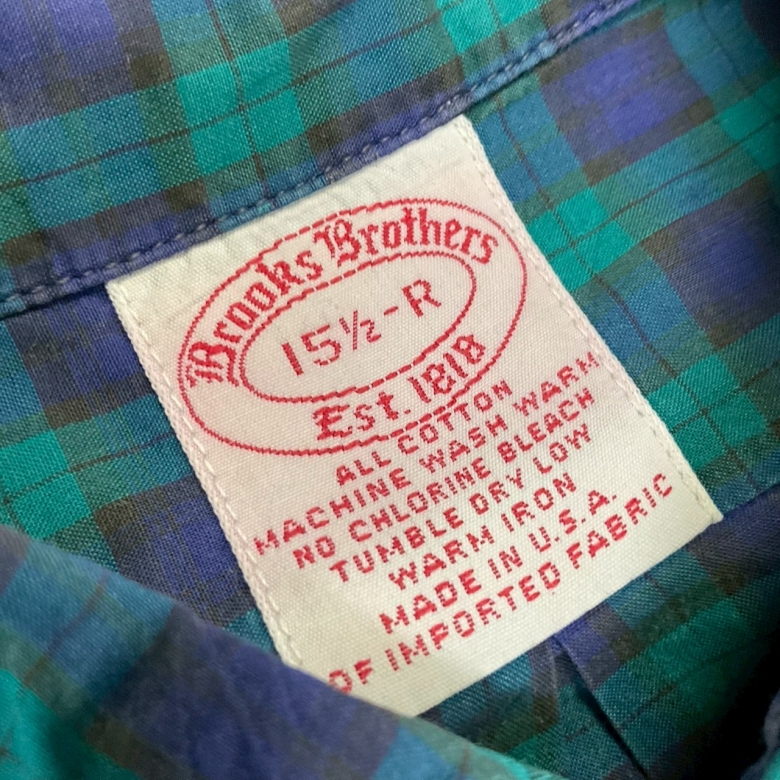 Brooks Brothers
15½-R
Est. 1818
ALL COTTON
MACHINE WASH WARM
NO CHLORINE BLEACH
TUMBLE DRY LOW
WARM IRON
MADE IN U.S.A.
OF IMPORTED FABRIC